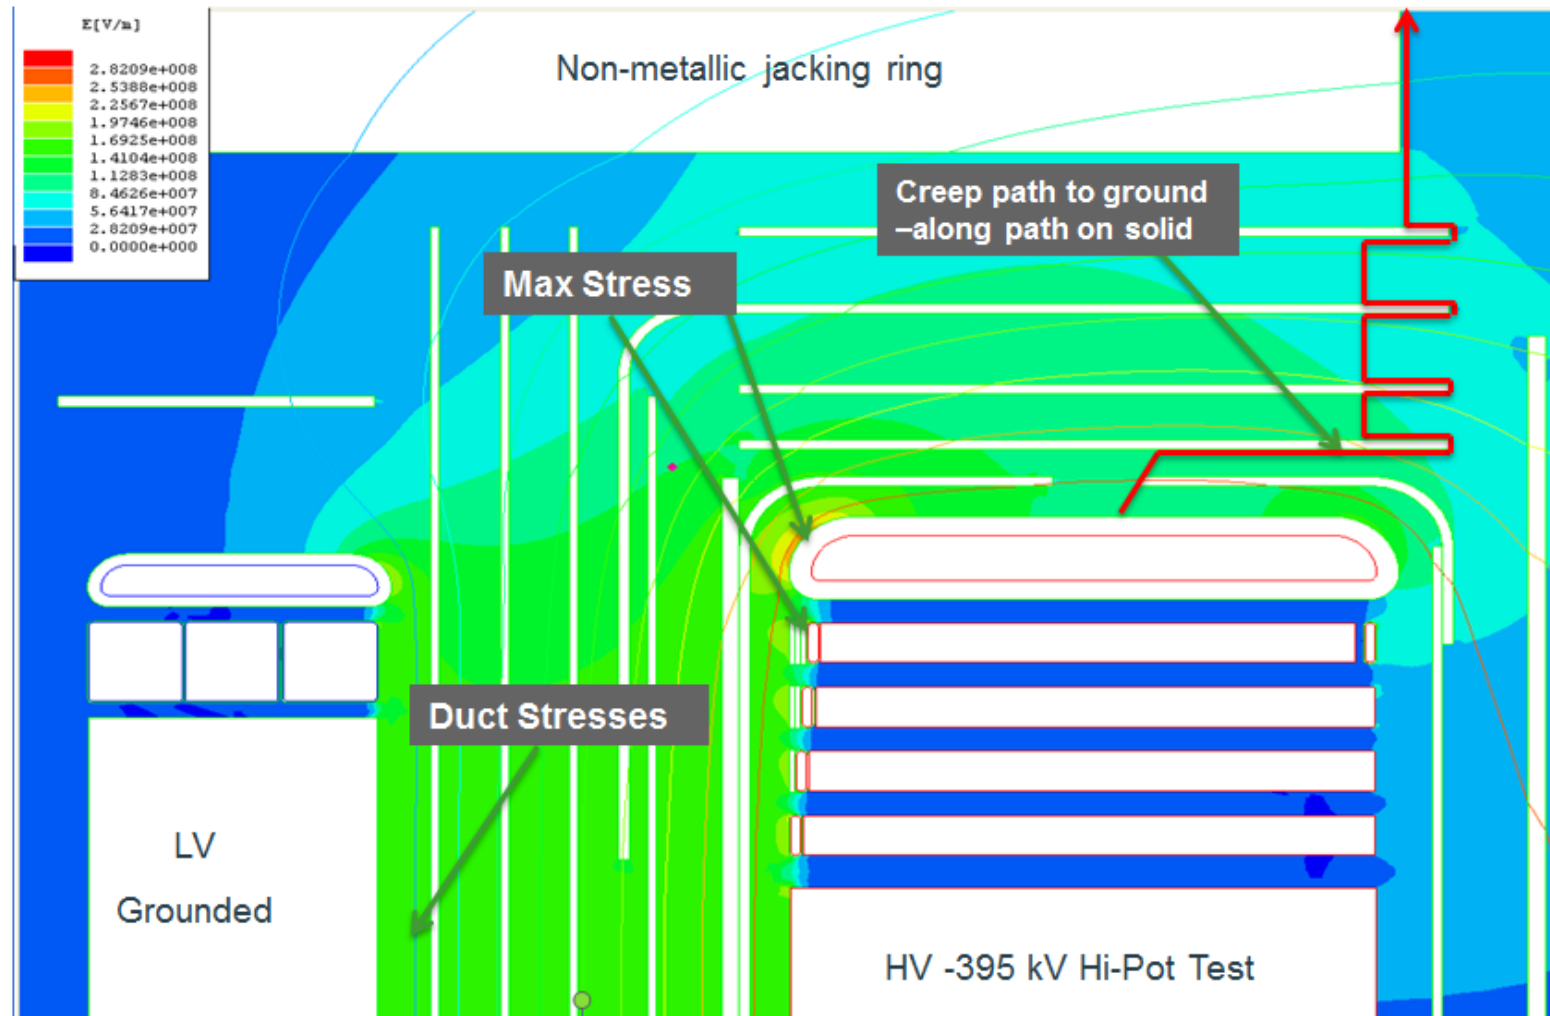 E[V/m]
2.8209e+008
2.5388e+008
2.2567e+008
1.9746e+008
1.6925e+008
1.4104e+008
1.1283e+008
8.4626e+007
5.6417e+007
2.8209e+007
0.0000e+000
Non-metallic jacking ring
Creep path to ground
–along path on solid
Max Stress
Duct Stresses
LV
Grounded
HV -395 kV Hi-Pot Test